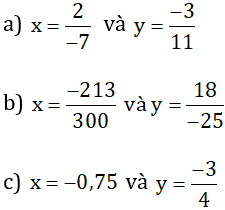 a) x = 2/-7 và y = -3/11
b) x = -213/300 và y = 18/-25
c) x = -0,75 và y = -3/4